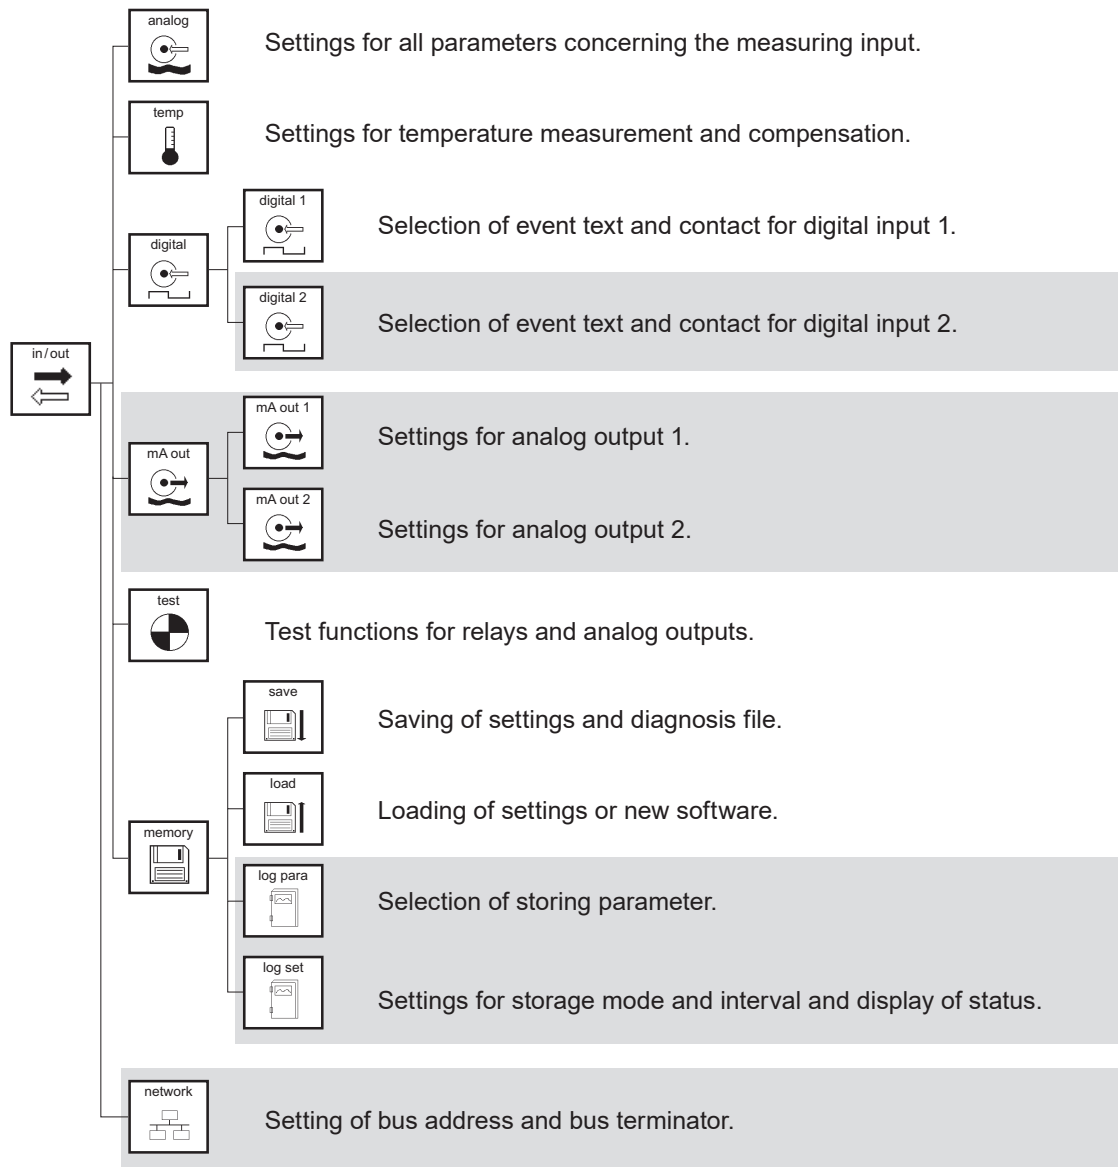 analog
Settings for all parameters concerning the measuring input.
temp
Settings for temperature measurement and compensation.
digital 1
Selection of event text and contact for digital input 1.
digital
digital 2
Selection of event text and contact for digital input 2.
in/out
mA out 1
Settings for analog output 1.
mA out
mA out 2
Settings for analog output 2.
test
Test functions for relays and analog outputs.
save
Saving of settings and diagnosis file.
load
Loading of settings or new software.
memory
log para
Selection of storing parameter.
log set
Settings for storage mode and interval and display of status.
network
Setting of bus address and bus terminator.